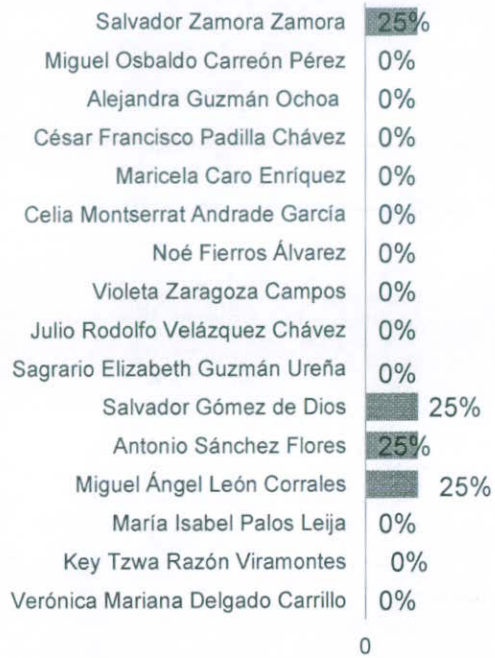 Salvador Zamora Zamora 25%
Miguel Osbaldo Carreón Pérez 0%
Alejandra Guzmán Ochoa 0%
César Francisco Padilla Chávez 0%
Maricela Caro Enríquez 0%
Celia Montserrat Andrade García 0%
Noé Fierros Álvarez 0%
Violeta Zaragoza Campos 0%
Julio Rodolfo Velázquez Chávez 0%
Sagrario Elizabeth Guzmán Ureña 0%
Salvador Gómez de Dios 25%
Antonio Sánchez Flores 25%
Miguel Ángel León Corrales 25%
María Isabel Palos Leija 0%
Key Tzwa Razón Viramontes 0%
Verónica Mariana Delgado Carrillo 0%
0